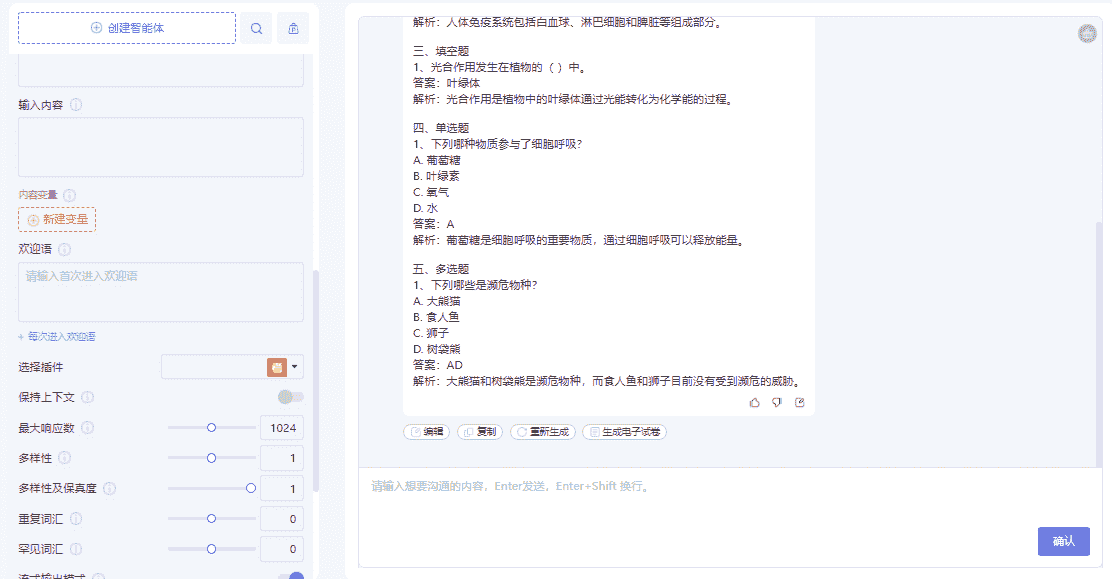 创建智能体
输入内容
内容变量
新建变量
欢迎语
请输入首次进入欢迎语
+ 每次进入欢迎语
选择插件
保持上下文
最大响应数 1024
多样性 1
多样性及保真度 1
重复词汇 0
罕见词汇 0
流式输出模式
解析：人体免疫系统包括白血球、淋巴细胞和脾脏等组成部分。
三、填空题
1、光合作用发生在植物的（ ）中。
答案：叶绿体
解析：光合作用是植物中的叶绿体通过光能转化为化学能的过程。
四、单选题
1、下列哪种物质参与了细胞呼吸？
A. 葡萄糖
B. 叶绿素
C. 氧气
D. 水
答案：A
解析：葡萄糖是细胞呼吸的重要物质，通过细胞呼吸可以释放能量。
五、多选题
1、下列哪些是濒危物种？
A. 大熊猫
B. 食人鱼
C. 狮子
D. 树袋熊
答案：AD
解析：大熊猫和树袋熊是濒危物种，而食人鱼和狮子目前没有受到濒危的威胁。
编辑 复制 重新生成 生成电子试卷
请输入想要沟通的内容，Enter发送，Enter+Shift 换行。
确认